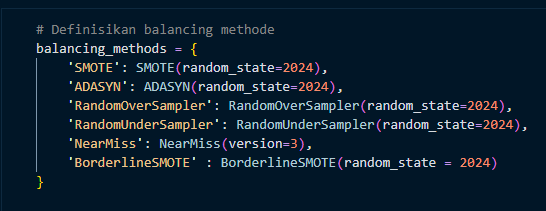 # Definisikan balancing methode
balancing_methods = {
    'SMOTE': SMOTE(random_state=2024),
    'ADASYN': ADASYN(random_state=2024),
    'RandomOverSampler': RandomOverSampler(random_state=2024),
    'RandomUnderSampler': RandomUnderSampler(random_state=2024),
    'NearMiss': NearMiss(version=3),
    'BorderlineSMOTE' : BorderlineSMOTE(random_state = 2024)
}